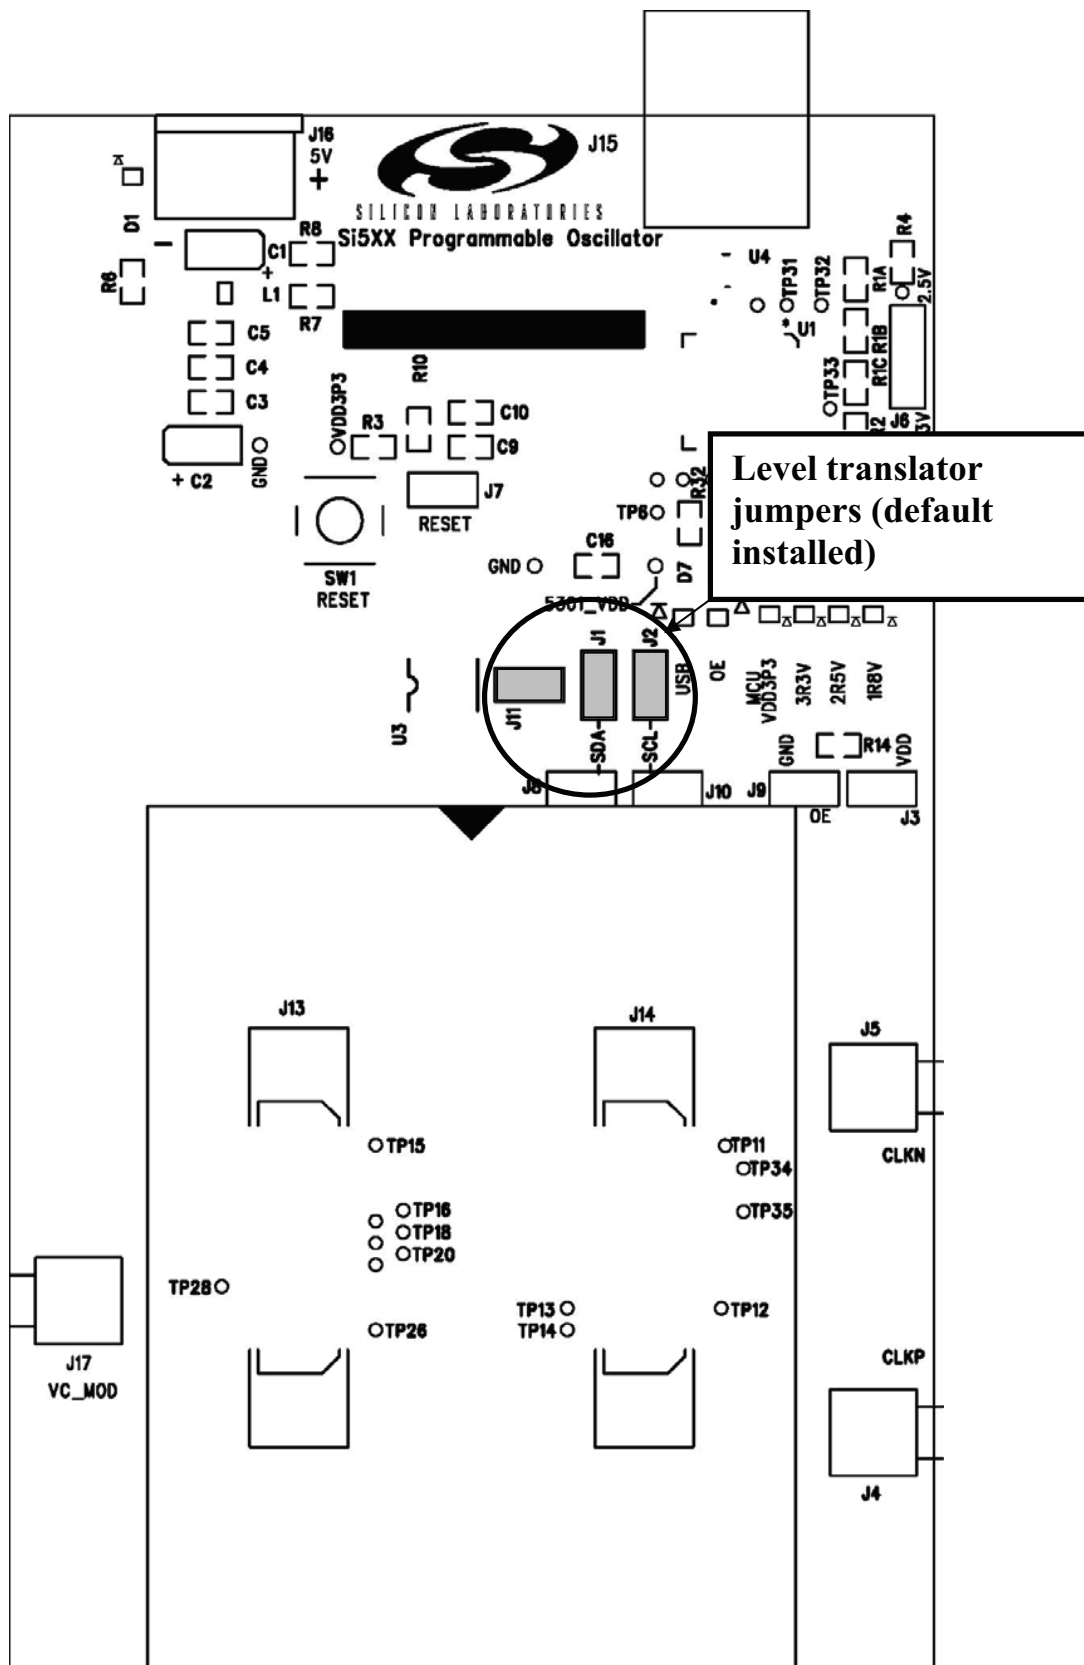 J16
5V
+
J15
SILICON LABORATORIES
Si5XX Programmable Oscillator
D1
−
R8
C1
+
R6
L1
R7
C5
C4
C3
+ C2
GND
VDD3P3
R3
R10
C10
C9
J7
RESET
SW1
RESET
U4
TP31
TP32
*U1
R4
R1A
2.5V
R1B
R1C
TP33
J6
R2
3V
R32
TP6
Level translator
jumpers (default
installed)
C16
GND
D7
5301_VDD
J1
J2
J11
U3
SDA
SCL
USB
OE
MCU
VDD3P3
3R3V
2R5V
1R8V
GND
R14
VDD
J8
J10
J9
OE
J3
J13
J14
J5
TP15
TP11
TP34
CLKN
TP16
TP18
TP20
TP35
TP28
TP26
TP13
TP14
TP12
J17
VC_MOD
CLKP
J4